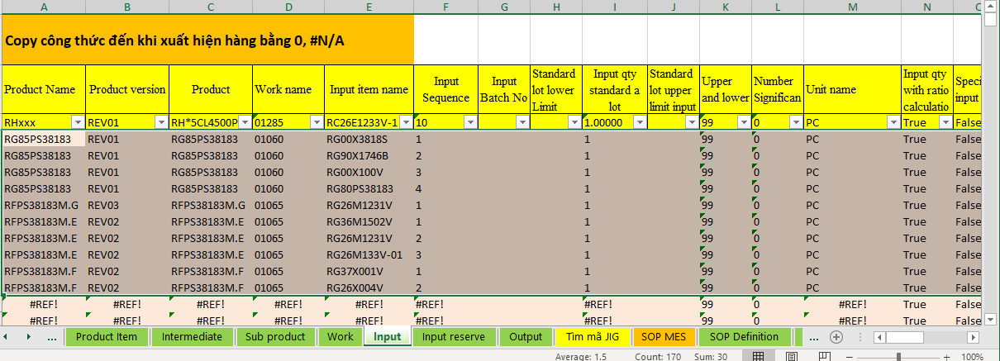 A B C D E F G H I J K L M N O
Copy công thức đến khi xuất hiện hàng bằng 0, #N/A
Product Name Product version Product Work name Input item name Input Sequence Input Batch No Standard lot lower Limit Input qty standard a lot Standard lot upper limit input Upper and lower Number Significan Unit name Input qty with ratio calculatio Speci input
RHxxx REV01 RH*5CL4500P 01285 RC26E1233V-1 10 1.00000 99 0 PC True False
RG85PS38183 REV01 RG85PS38183 01060 RG00X3818S 1 1 99 0 PC True False
RG85PS38183 REV01 RG85PS38183 01060 RG90X1746B 2 1 99 0 PC True False
RG85PS38183 REV01 RG85PS38183 01060 RG00X100V 3 1 99 0 PC True False
RG85PS38183 REV01 RG85PS38183 01060 RG80PS38183 4 1 99 0 PC True False
RFPS38183M.G REV03 RFPS38183M.G 01065 RG26M1231V 1 1 99 0 PC True False
RFPS38183M.E REV02 RFPS38183M.E 01065 RG36M1502V 1 1 99 0 PC True False
RFPS38183M.E REV02 RFPS38183M.E 01065 RG26M1231V 2 1 99 0 PC True False
RFPS38183M.E REV02 RFPS38183M.E 01065 RG26M133V-01 3 1 99 0 PC True False
RFPS38183M.F REV02 RFPS38183M.F 01065 RG37X001V 1 1 99 0 PC True False
RFPS38183M.F REV02 RFPS38183M.F 01065 RG26X004V 2 1 99 0 PC True False
#REF! #REF! #REF! #REF! #REF! #REF! #REF! 99 0 #REF! True False
#REF! #REF! #REF! #REF! #REF! #REF! #REF! 99 0 #REF! True False
... Product Item Intermediate Sub product Work Input Input reserve Output Tìm mã JIG SOP MES SOP Definition ...
Average: 1.5 Count: 170 Sum: 30 100%